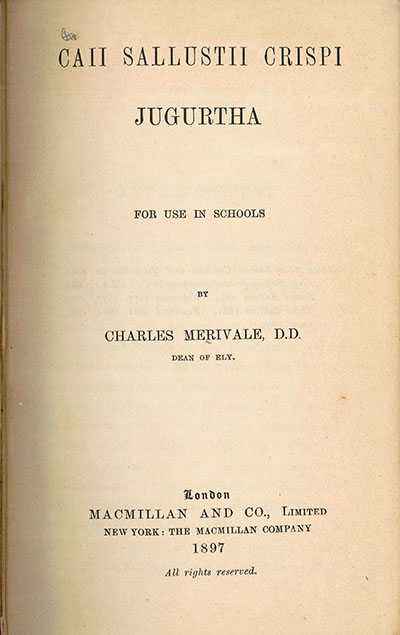 CAII SALLUSTII CRISPI
JUGURTHA
FOR USE IN SCHOOLS
BY
CHARLES MERIVALE, D.D.
DEAN OF ELY.
London
MACMILLAN AND CO., LIMITED
NEW YORK: THE MACMILLAN COMPANY
1897
All rights reserved.